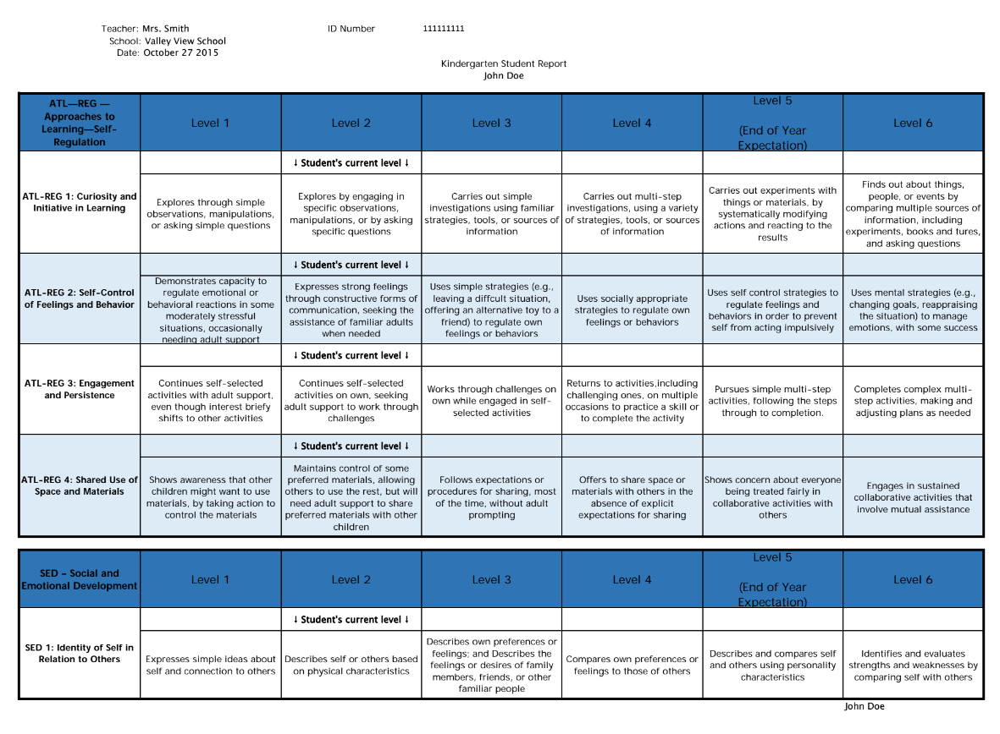 Teacher: Mrs. Smith ID Number 111111111
School: Valley View School
Date: October 27 2015
Kindergarten Student Report
John Doe
ATL—REG —
Approaches to
Learning—Self-
Regulation
Level 1
Level 2
Level 3
Level 4
Level 5
(End of Year
Expectation)
Level 6
ATL-REG 1: Curiosity and
Initiative in Learning
↓ Student's current level ↓
Explores through simple
observations, manipulations,
or asking simple questions
Explores by engaging in
specific observations,
manipulations, or by asking
specific questions
Carries out simple
investigations using familiar
strategies, tools, or sources of
information
Carries out multi-step
investigations, using a variety
of strategies, tools, or sources
of information
Carries out experiments with
things or materials, by
systematically modifying
actions and reacting to the
results
Finds out about things,
people, or events by
comparing multiple sources of
information, including
experiments, books and tures,
and asking questions
ATL-REG 2: Self-Control
of Feelings and Behavior
↓ Student's current level ↓
Demonstrates capacity to
regulate emotional or
behavioral reactions in some
moderately stressful
situations, occasionally
needing adult support
Expresses strong feelings
through constructive forms of
communication, seeking the
assistance of familiar adults
when needed
Uses simple strategies (e.g.,
leaving a diffcult situation,
offering an alternative toy to a
friend) to regulate own
feelings or behaviors
Uses socially appropriate
strategies to regulate own
feelings or behaviors
Uses self control strategies to
regulate feelings and
behaviors in order to prevent
self from acting impulsively
Uses mental strategies (e.g.,
changing goals, reappraising
the situation) to manage
emotions, with some success
ATL-REG 3: Engagement
and Persistence
↓ Student's current level ↓
Continues self-selected
activities with adult support,
even though interest briefy
shifts to other activities
Continues self-selected
activities on own, seeking
adult support to work through
challenges
Works through challenges on
own while engaged in self-
selected activities
Returns to activities,including
challenging ones, on multiple
occasions to practice a skill or
to complete the activity
Pursues simple multi-step
activities, following the steps
through to completion.
Completes complex multi-
step activities, making and
adjusting plans as needed
ATL-REG 4: Shared Use of
Space and Materials
↓ Student's current level ↓
Shows awareness that other
children might want to use
materials, by taking action to
control the materials
Maintains control of some
preferred materials, allowing
others to use the rest, but will
need adult support to share
preferred materials with other
children
Follows expectations or
procedures for sharing, most
of the time, without adult
prompting
Offers to share space or
materials with others in the
absence of explicit
expectations for sharing
Shows concern about everyone
being treated fairly in
collaborative activities with
others
Engages in sustained
collaborative activities that
involve mutual assistance
SED - Social and
Emotional Development
Level 1
Level 2
Level 3
Level 4
Level 5
(End of Year
Expectation)
Level 6
SED 1: Identity of Self in
Relation to Others
↓ Student's current level ↓
Expresses simple ideas about
self and connection to others
Describes self or others based
on physical characteristics
Describes own preferences or
feelings; and Describes the
feelings or desires of family
members, friends, or other
familiar people
Compares own preferences or
feelings to those of others
Describes and compares self
and others using personality
characteristics
Identifies and evaluates
strengths and weaknesses by
comparing self with others
John Doe